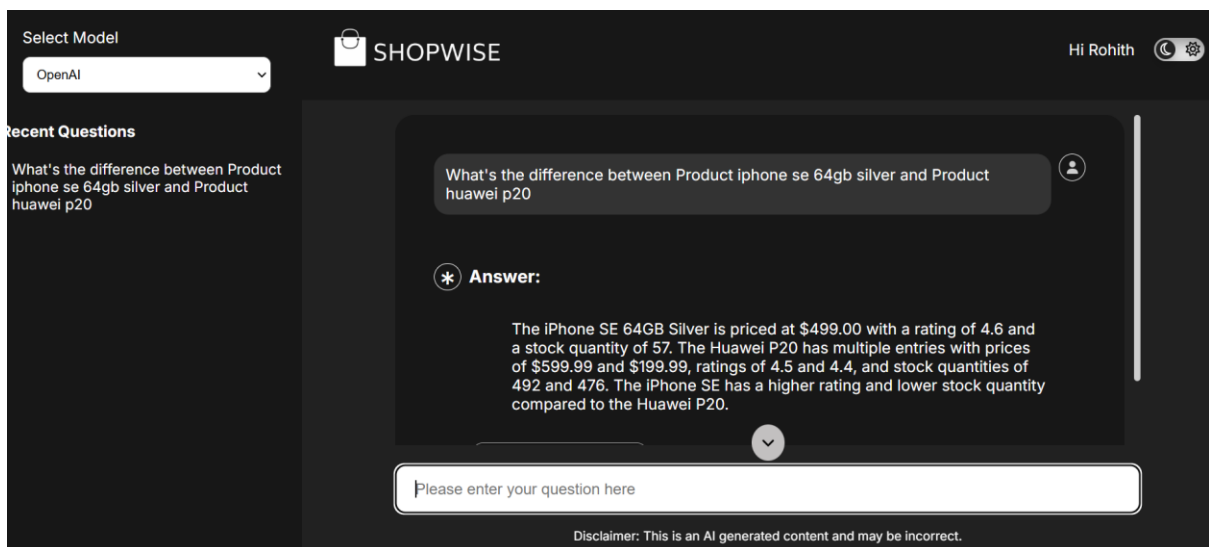 Select Model
OpenAI
Recent Questions
What's the difference between Product
iphone se 64gb silver and Product
huawei p20
SHOPWISE
Hi Rohith
What's the difference between Product iphone se 64gb silver and Product
huawei p20
Answer:
The iPhone SE 64GB Silver is priced at $499.00 with a rating of 4.6 and
a stock quantity of 57. The Huawei P20 has multiple entries with prices
of $599.99 and $199.99, ratings of 4.5 and 4.4, and stock quantities of
492 and 476. The iPhone SE has a higher rating and lower stock quantity
compared to the Huawei P20.
Please enter your question here
Disclaimer: This is an AI generated content and may be incorrect.